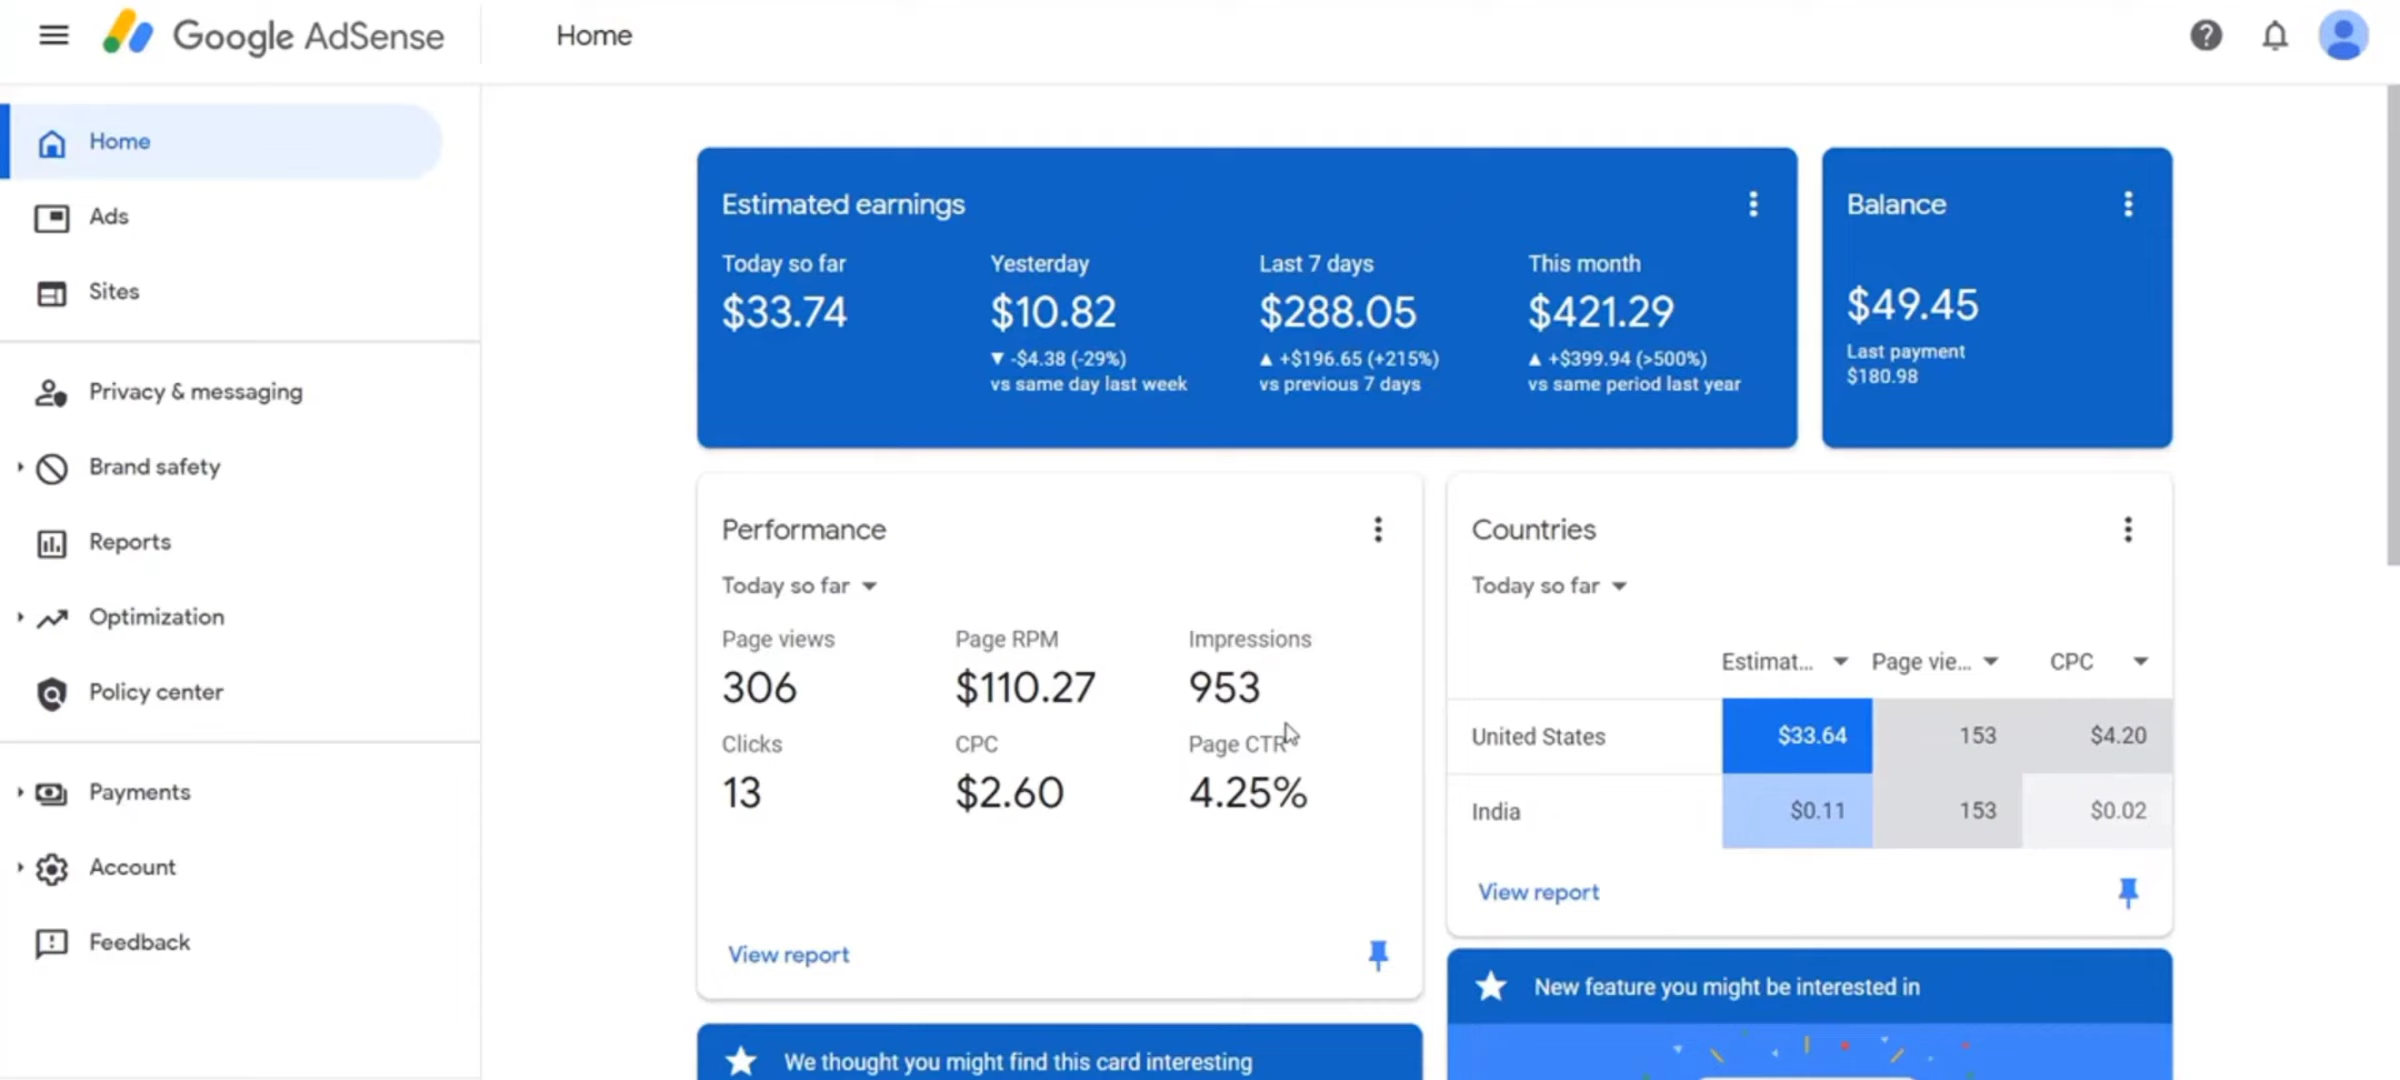 Google AdSense
Home
Home
Ads
Sites
Privacy & messaging
Brand safety
Reports
Optimization
Policy center
Payments
Account
Feedback
Estimated earnings
Today so far
$33.74
Yesterday
$10.82
▼ -$4.38 (-29%)
vs same day last week
Last 7 days
$288.05
▲ +$196.65 (+215%)
vs previous 7 days
This month
$421.29
▲ +$399.94 (>500%)
vs same period last year
Balance
$49.45
Last payment
$180.98
Performance
Today so far
Page views Page RPM Impressions
306 $110.27 953
Clicks CPC Page CTR
13 $2.60 4.25%
View report
Countries
Today so far
Estimat... Page vie... CPC
United States $33.64 153 $4.20
India $0.11 153 $0.02
View report
We thought you might find this card interesting
New feature you might be interested in